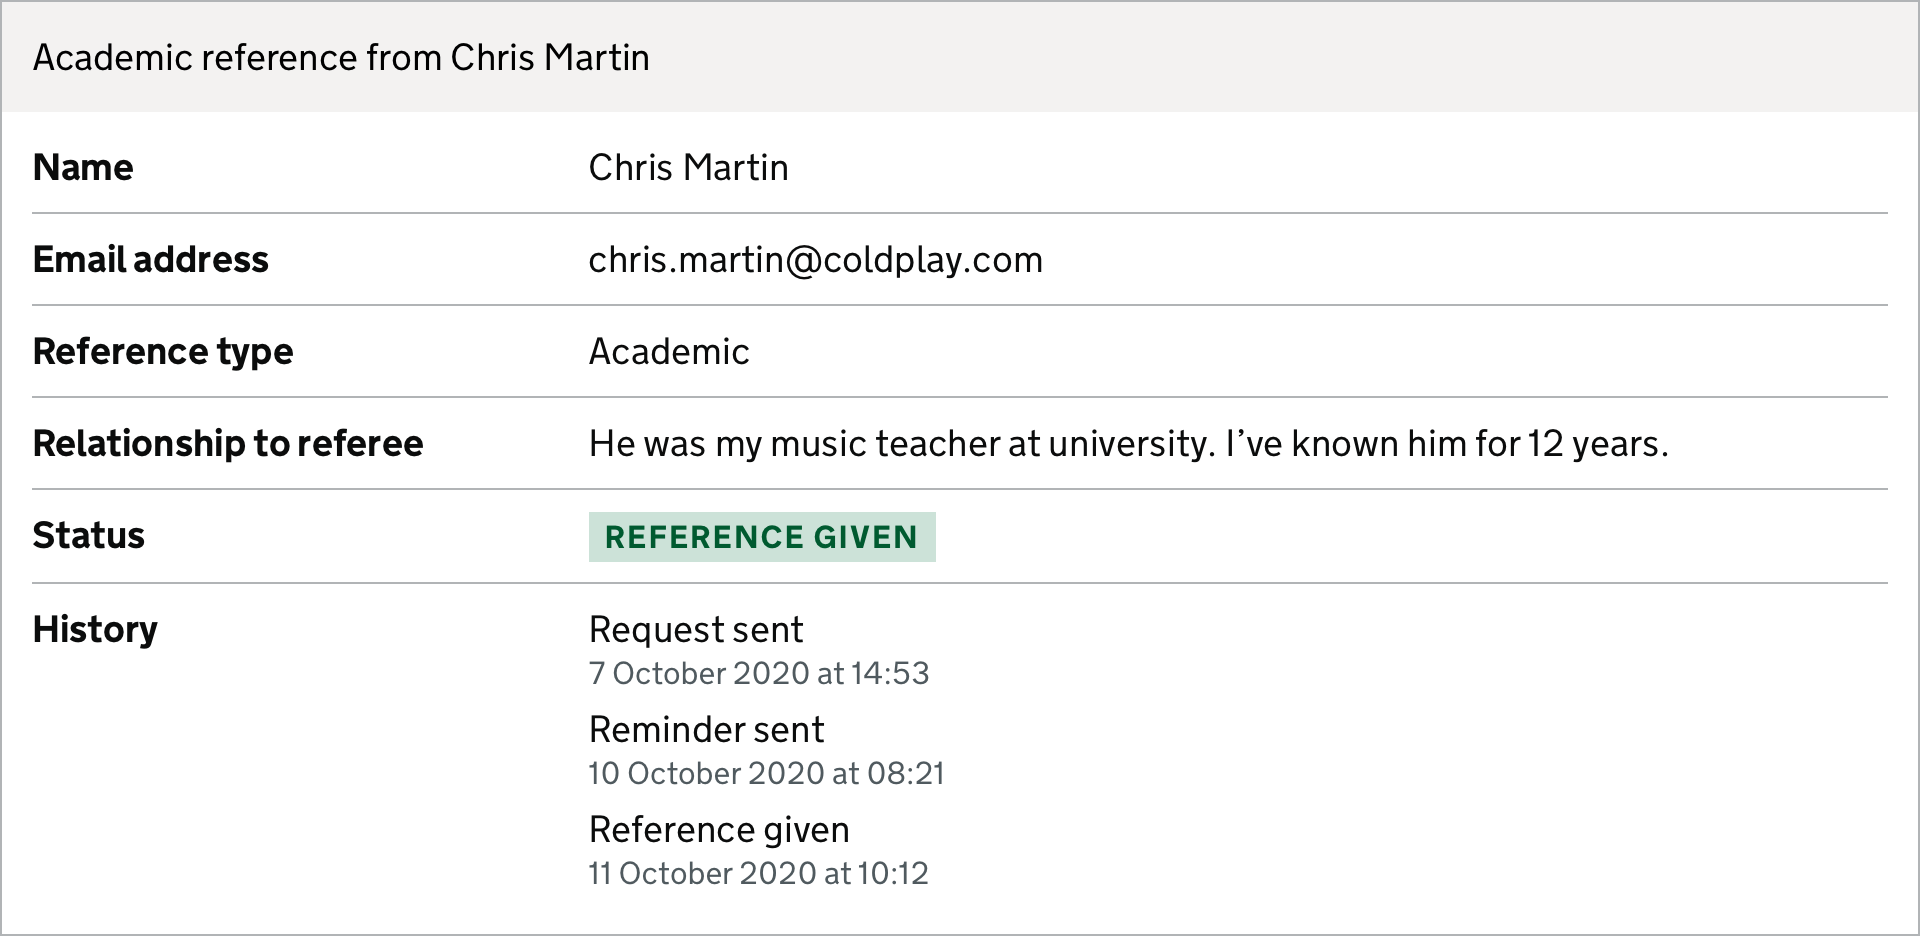 Academic reference from Chris Martin
Name Chris Martin
Email address chris.martin@coldplay.com
Reference type Academic
Relationship to referee He was my music teacher at university. I’ve known him for 12 years.
Status REFERENCE GIVEN
History Request sent
7 October 2020 at 14:53
Reminder sent
10 October 2020 at 08:21
Reference given
11 October 2020 at 10:12